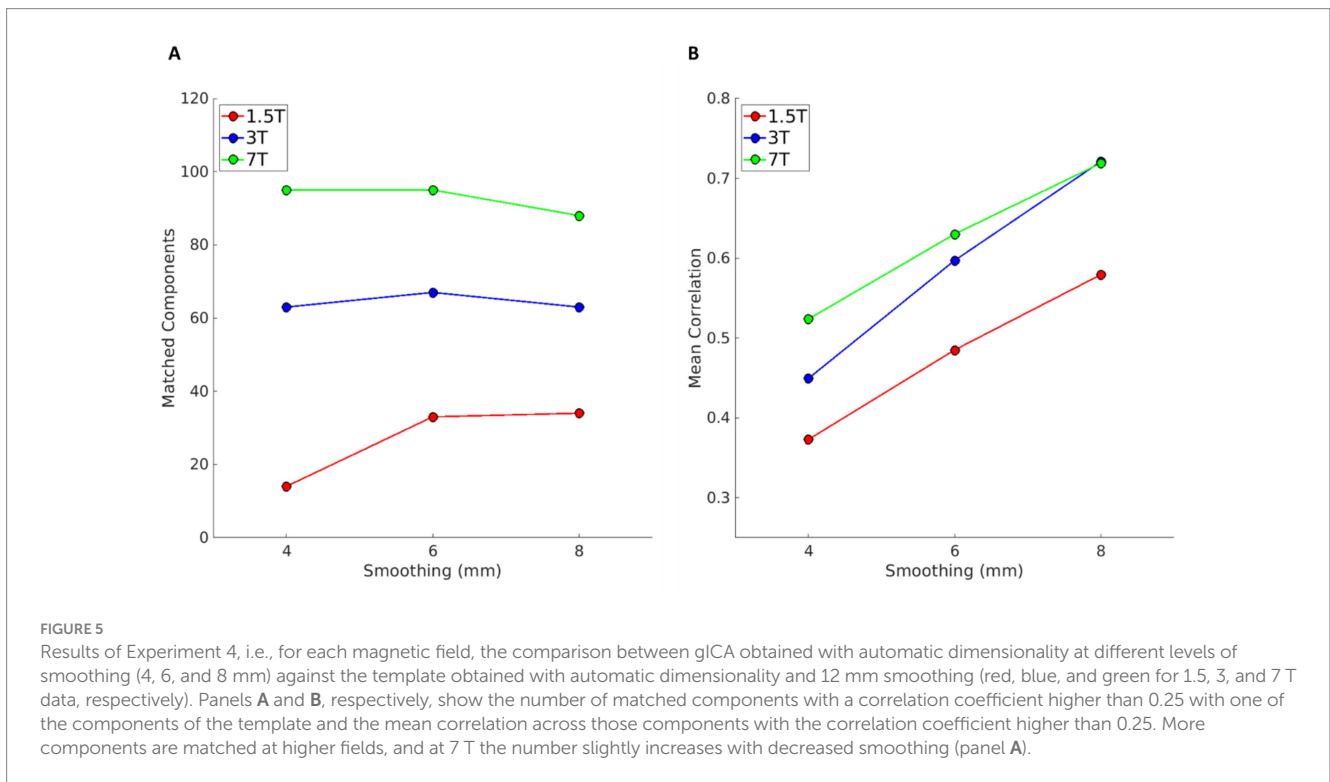 A
120
100
80
60
40
20
0
1.5T
3T
7T
Matched Components
4
6
8
Smoothing (mm)
B
0.8
0.7
0.6
0.5
0.4
0.3
1.5T
3T
7T
Mean Correlation
4
6
8
Smoothing (mm)
FIGURE 5
Results of Experiment 4, i.e., for each magnetic field, the comparison between gICA obtained with automatic dimensionality at different levels of
smoothing (4, 6, and 8 mm) against the template obtained with automatic dimensionality and 12 mm smoothing (red, blue, and green for 1.5, 3, and 7 T
data, respectively). Panels A and B, respectively, show the number of matched components with a correlation coefficient higher than 0.25 with one of
the components of the template and the mean correlation across those components with the correlation coefficient higher than 0.25. More
components are matched at higher fields, and at 7 T the number slightly increases with decreased smoothing (panel A).